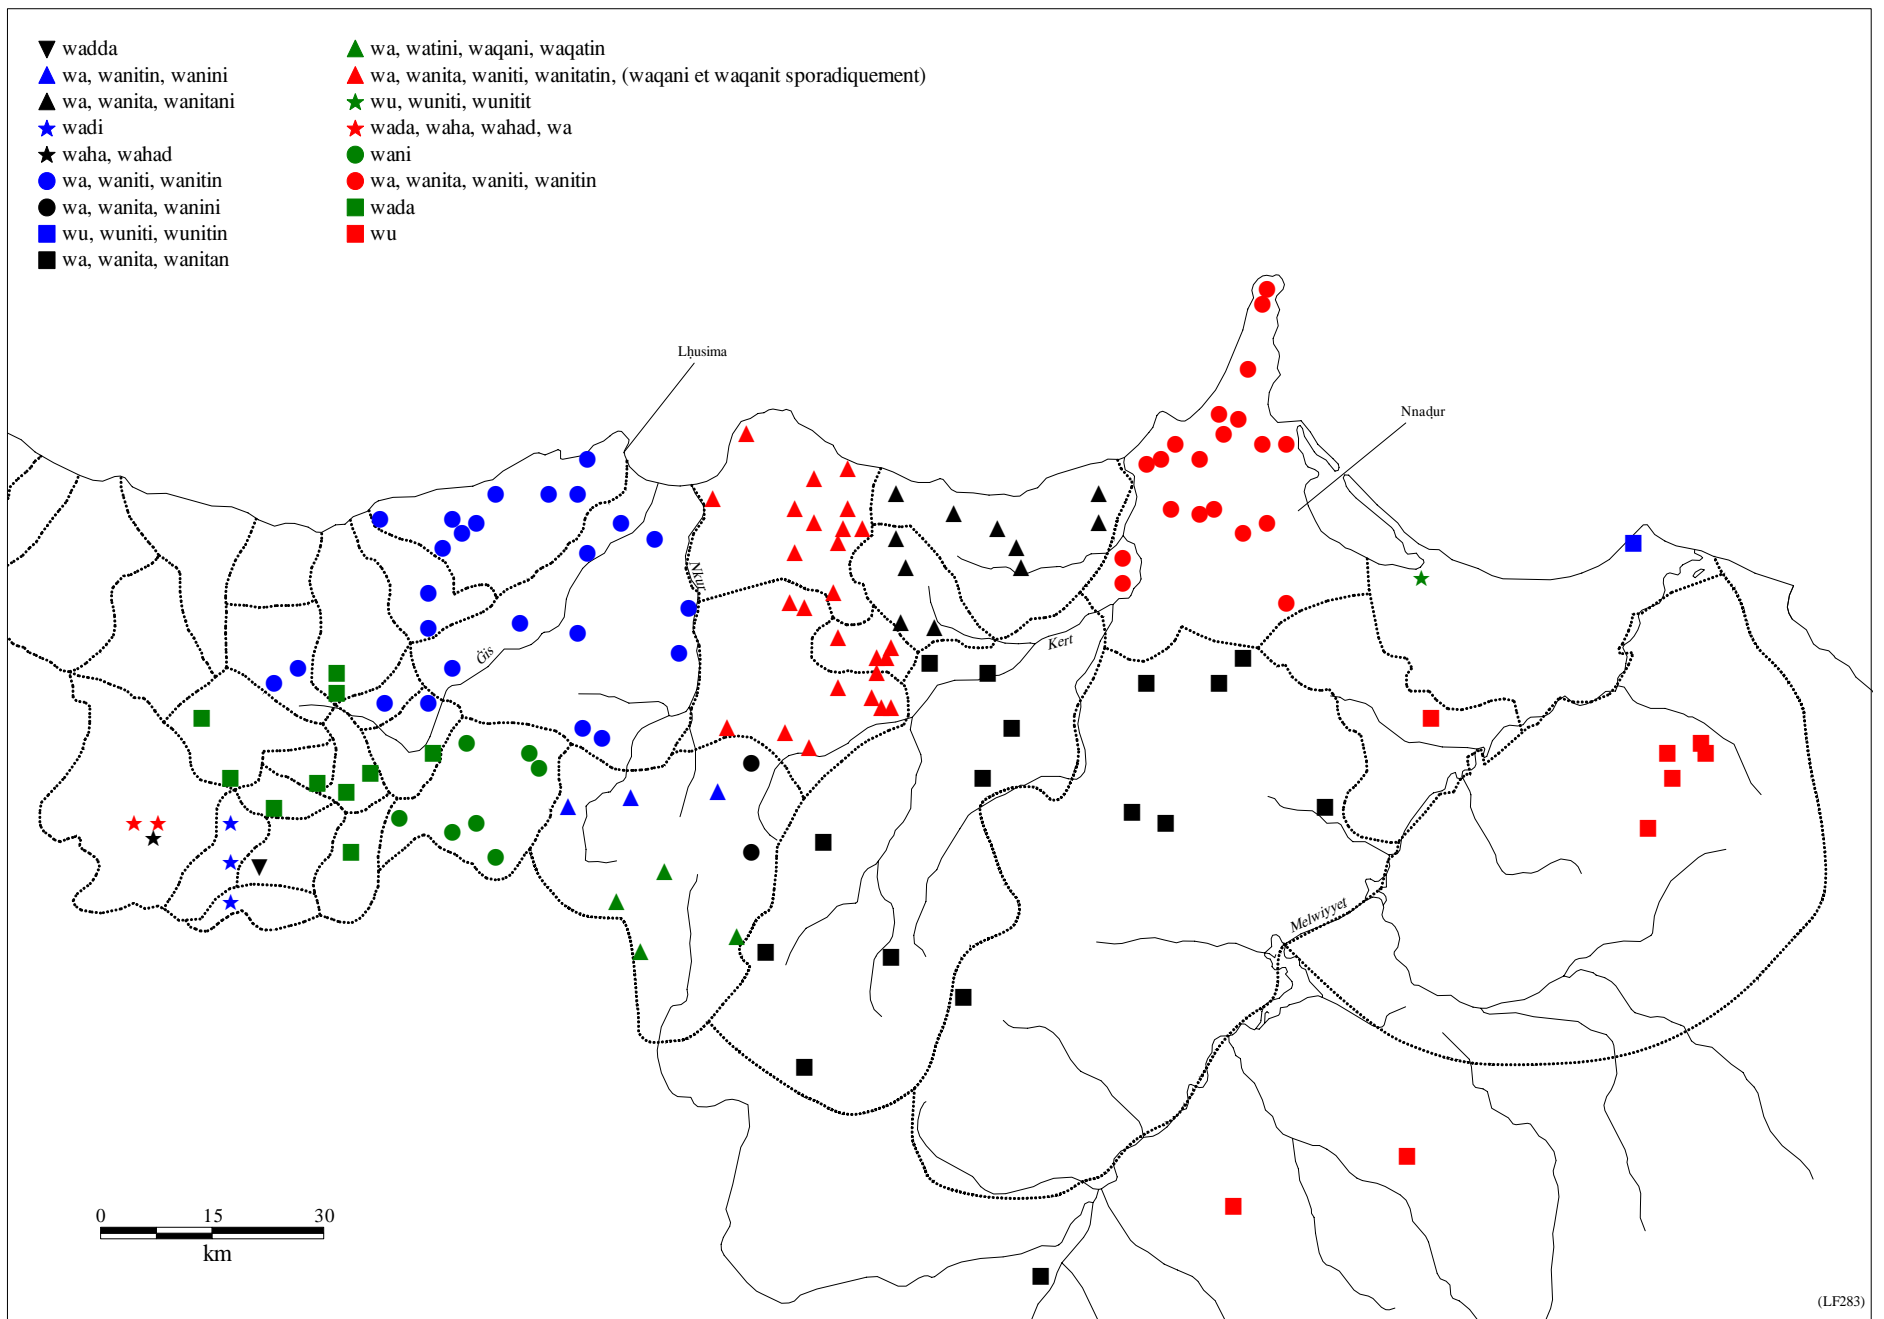 wadda
wa, wanitin, wanini
wa, wanita, wanitani
wadi
waha, wahad
wa, waniti, wanitin
wa, wanita, wanini
wu, wuniti, wunitin
wa, wanita, wanitan
wa, watini, waqani, waqatin
wa, wanita, waniti, wanitatin, (waqani et waqanit sporadiquement)
wu, wuniti, wunitit
wada, waha, wahad, wa
wani
wa, wanita, waniti, wanitin
wada
wu
Lḥusima
Nnaḍur
Nkur
Ğis
Kert
Melwiyyet
0 15 30
km
(LF283)